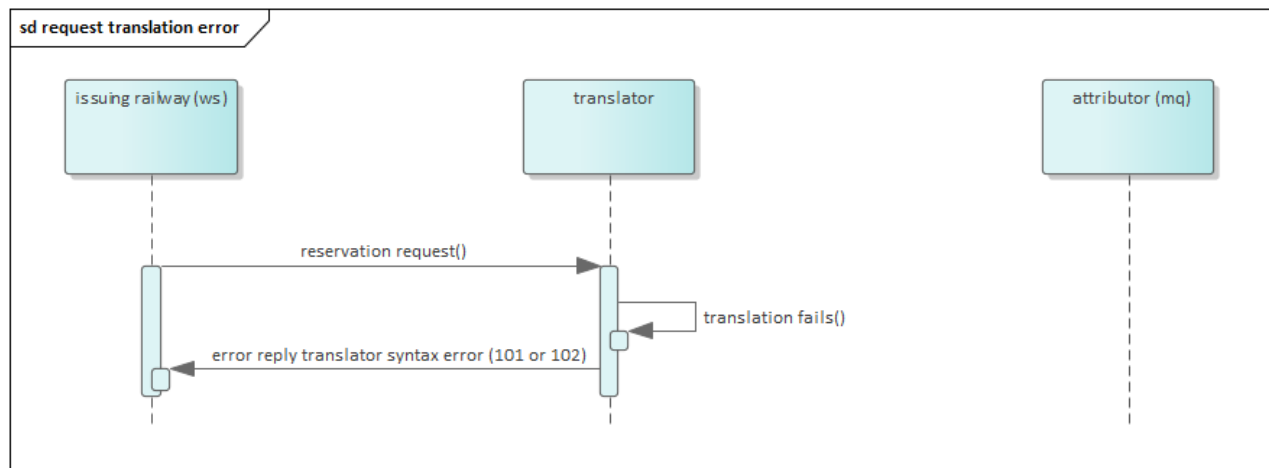 sd request translation error
issuing railway (ws)
translator
attributor (mq)
reservation request()
translation fails()
error reply translator syntax error (101 or 102)